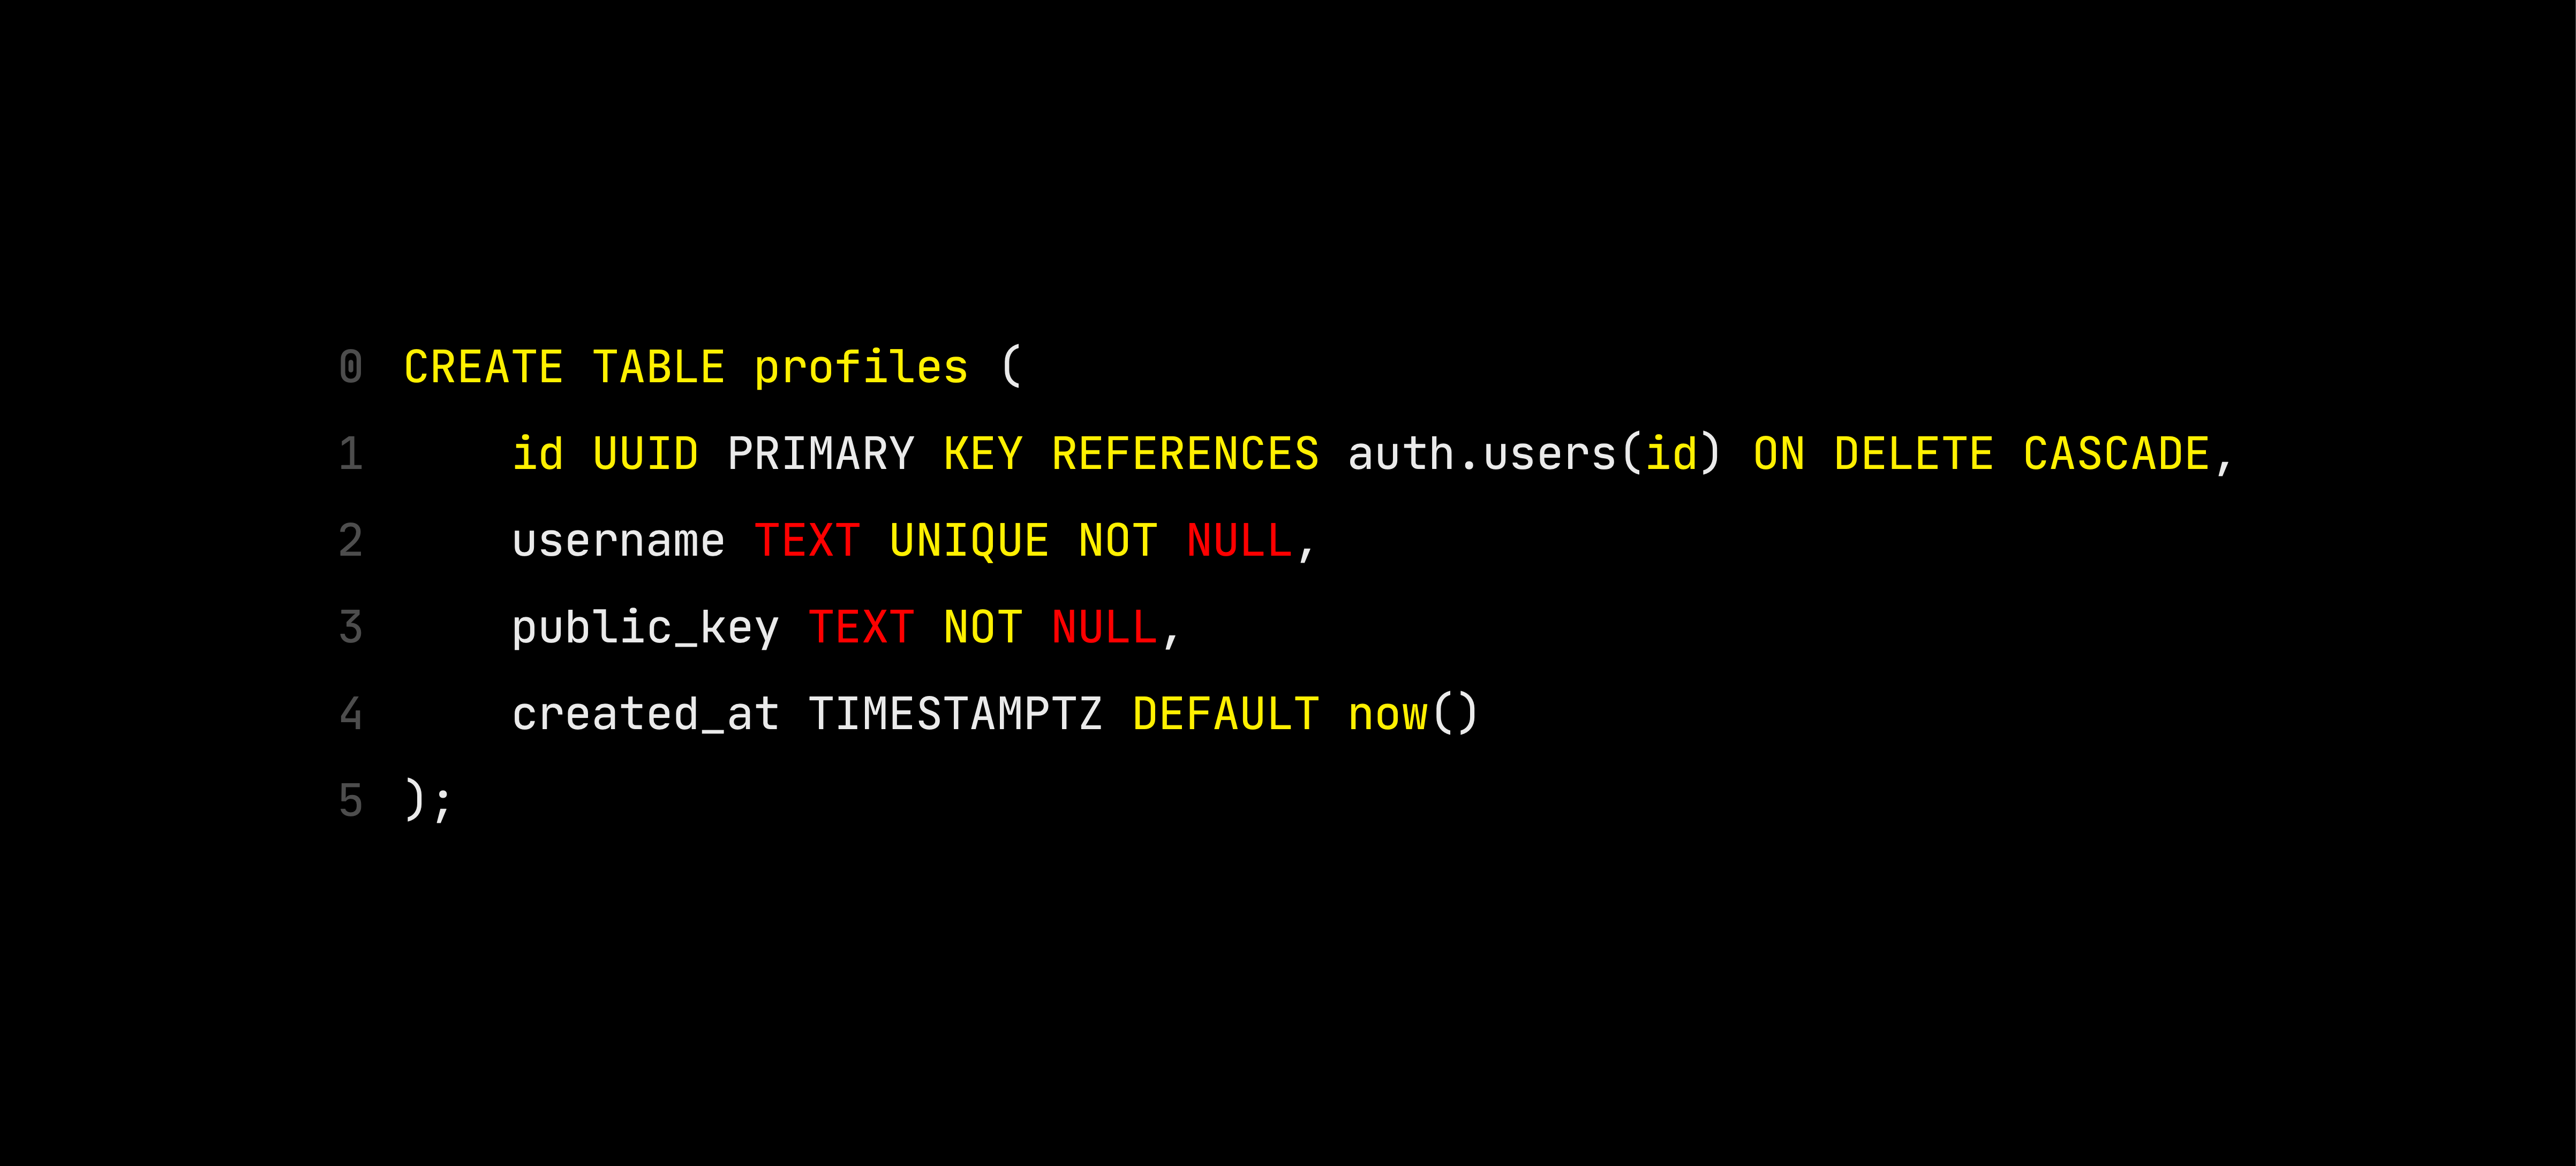 0 CREATE TABLE profiles (
1     id UUID PRIMARY KEY REFERENCES auth.users(id) ON DELETE CASCADE,
2     username TEXT UNIQUE NOT NULL,
3     public_key TEXT NOT NULL,
4     created_at TIMESTAMPTZ DEFAULT now()
5 );